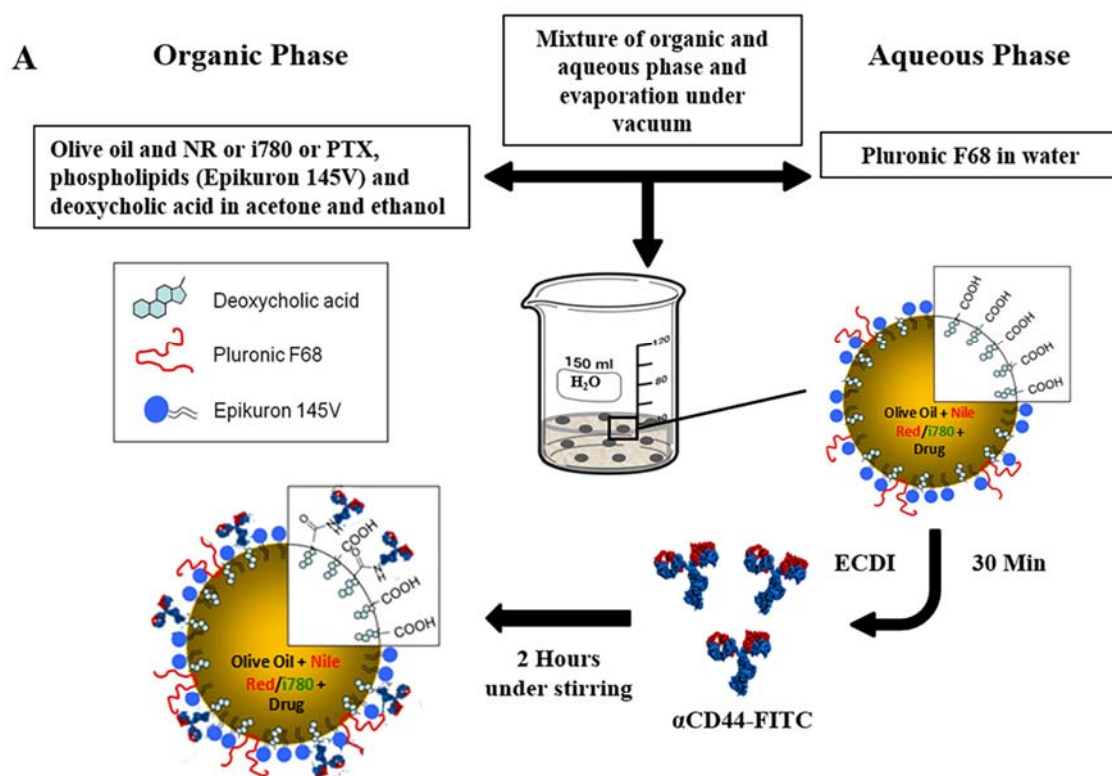 A
Organic Phase
Mixture of organic and
aqueous phase and
evaporation under
vacuum
Aqueous Phase
Olive oil and NR or i780 or PTX,
phospholipids (Epikuron 145V) and
deoxycholic acid in acetone and ethanol
Pluronic F68 in water
Deoxycholic acid
Pluronic F68
Epikuron 145V
150 ml
H₂O
120
80
40
COOH
COOH
COOH
COOH
COOH
Olive Oil + Nile
Red/i780 +
Drug
ECDI
30 Min
αCD44-FITC
2 Hours
under stirring
O
N
H
COOH
O
N
H
COOH
COOH
Olive Oil + Nile
Red/i780 +
Drug